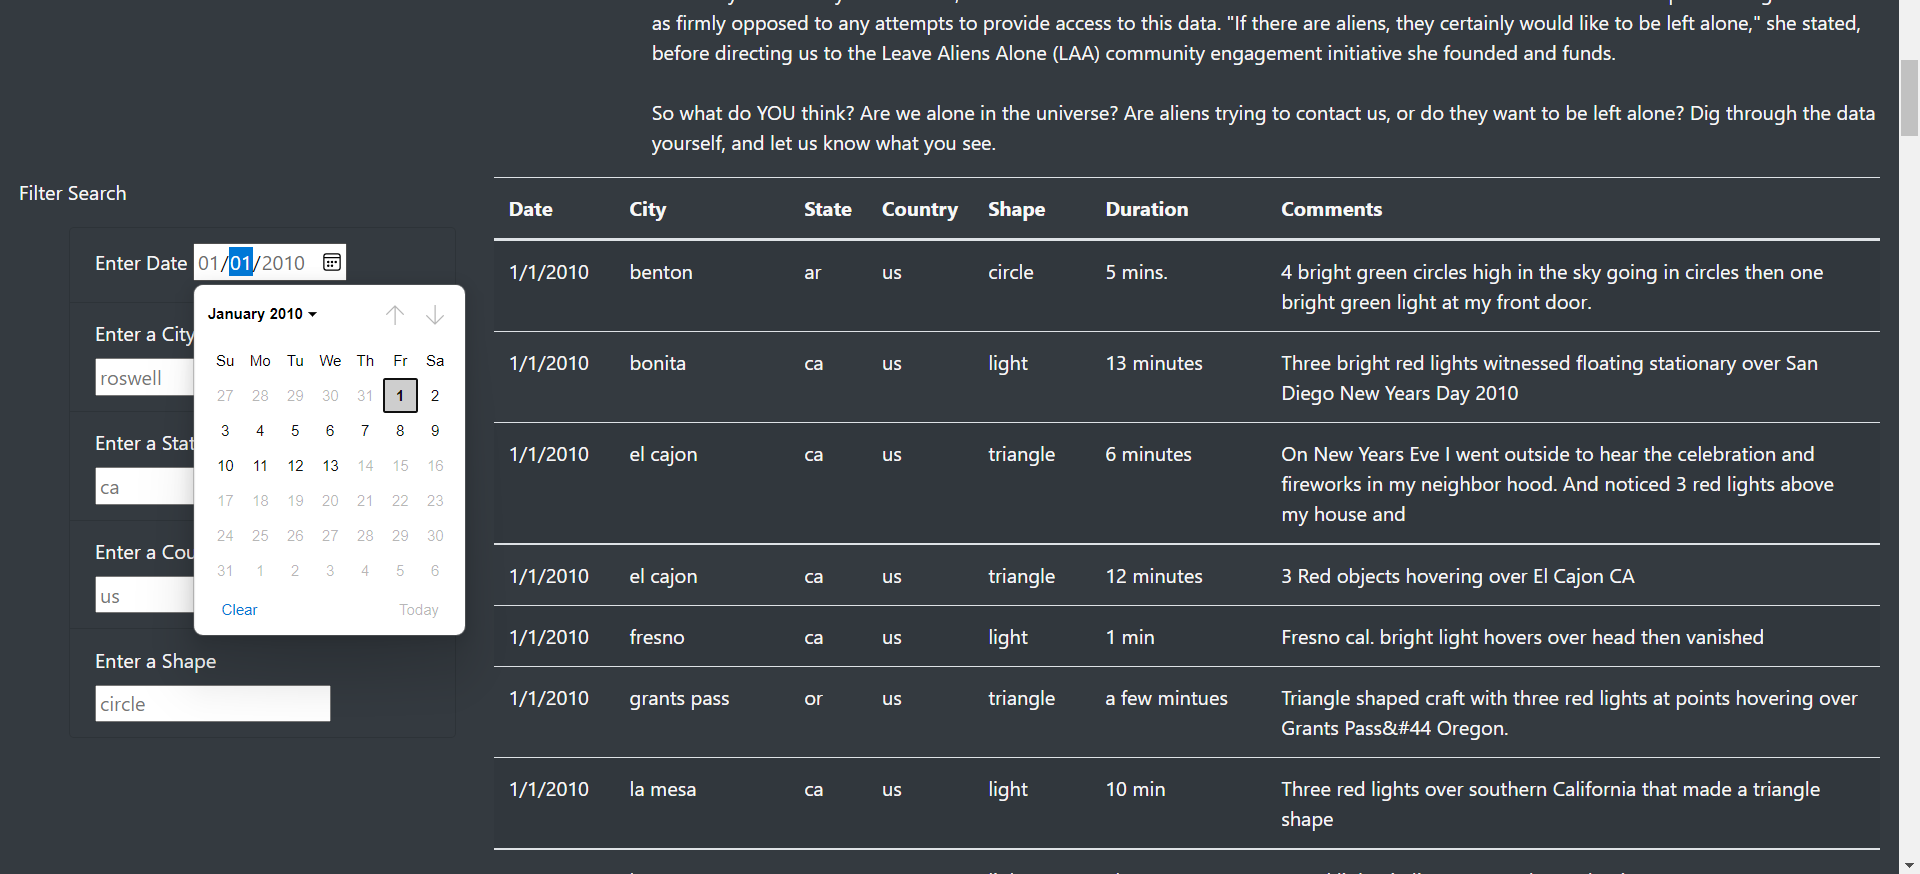 as firmly opposed to any attempts to provide access to this data. "If there are aliens, they certainly would like to be left alone," she stated,
before directing us to the Leave Aliens Alone (LAA) community engagement initiative she founded and funds.
So what do YOU think? Are we alone in the universe? Are aliens trying to contact us, or do they want to be left alone? Dig through the data
yourself, and let us know what you see.
Filter Search
Enter Date 01/01/2010
January 2010
Su Mo Tu We Th Fr Sa
27 28 29 30 31 1 2
3 4 5 6 7 8 9
10 11 12 13 14 15 16
17 18 19 20 21 22 23
24 25 26 27 28 29 30
31 1 2 3 4 5 6
Clear Today
Enter a City
roswell
Enter a Stat
ca
Enter a Cou
us
Enter a Shape
circle
Date City State Country Shape Duration Comments
1/1/2010 benton ar us circle 5 mins. 4 bright green circles high in the sky going in circles then one
bright green light at my front door.
1/1/2010 bonita ca us light 13 minutes Three bright red lights witnessed floating stationary over San
Diego New Years Day 2010
1/1/2010 el cajon ca us triangle 6 minutes On New Years Eve I went outside to hear the celebration and
fireworks in my neighbor hood. And noticed 3 red lights above
my house and
1/1/2010 el cajon ca us triangle 12 minutes 3 Red objects hovering over El Cajon CA
1/1/2010 fresno ca us light 1 min Fresno cal. bright light hovers over head then vanished
1/1/2010 grants pass or us triangle a few mintues Triangle shaped craft with three red lights at points hovering over
Grants Pass&#44 Oregon.
1/1/2010 la mesa ca us light 10 min Three red lights over southern California that made a triangle
shape